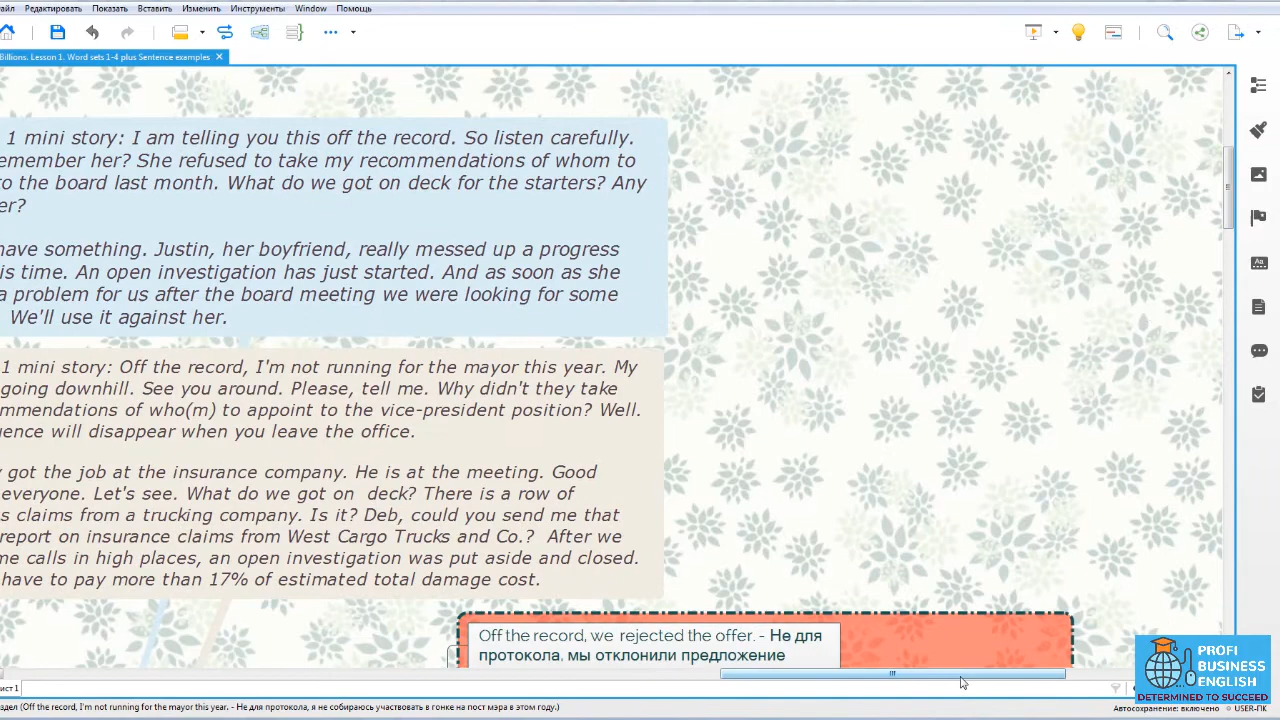 айл Редактировать Показать Вставить Изменить Инструменты Window Помощь
Billions. Lesson 1. Word sets 1-4 plus Sentence examples
1 mini story: I am telling you this off the record. So listen carefully.
emember her? She refused to take my recommendations of whom to
to the board last month. What do we got on deck for the starters? Any
er?
have something. Justin, her boyfriend, really messed up a progress
is time. An open investigation has just started. And as soon as she
a problem for us after the board meeting we were looking for some
We'll use it against her.
1 mini story: Off the record, I'm not running for the mayor this year. My
going downhill. See you around. Please, tell me. Why didn't they take
mmendations of who(m) to appoint to the vice-president position? Well.
uence will disappear when you leave the office.
y got the job at the insurance company. He is at the meeting. Good
everyone. Let's see. What do we got on deck? There is a row of
s claims from a trucking company. Is it? Deb, could you send me that
report on insurance claims from West Cargo Trucks and Co.? After we
me calls in high places, an open investigation was put aside and closed.
have to pay more than 17% of estimated total damage cost.
Off the record, we rejected the offer. - Не для
протокола, мы отклонили предложение
PROFI
BUSINESS
ENGLISH
DETERMINED TO SUCCEED
ист 1
здел (Off the record, I'm not running for the mayor this year. - Не для протокола, я не собираюсь участвовать в
этом году.)
Автосохранение: включено
USER-ПК